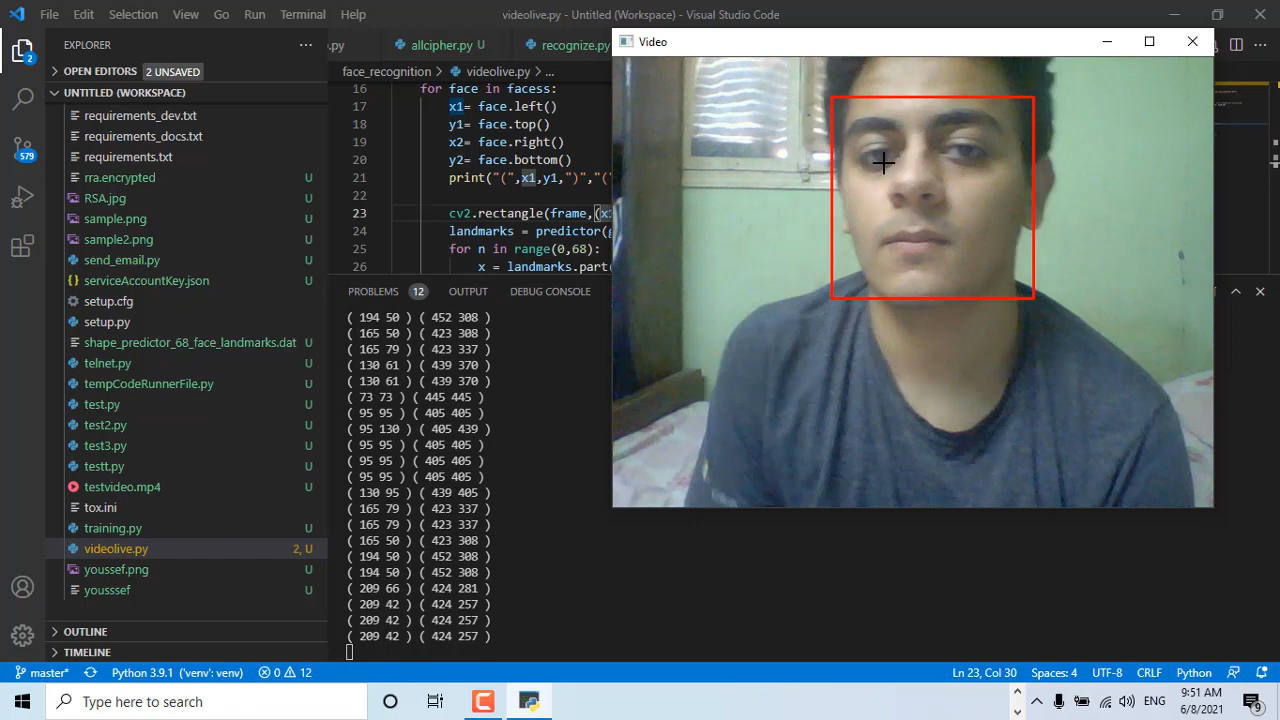 File Edit Selection View Go Run Terminal Help videolive.py - Untitled (Workspace) - Visual Studio Code
2
579
EXPLORER
OPEN EDITORS 2 UNSAVED
UNTITLED (WORKSPACE)
requirements_dev.txt
requirements_docs.txt
requirements.txt
rra.encrypted U
RSA.jpg U
sample.png U
sample2.png U
send_email.py U
serviceAccountKey.json U
setup.cfg
setup.py
shape_predictor_68_face_landmarks.dat U
telnet.py U
tempCodeRunnerFile.py U
test.py U
test2.py U
test3.py U
testt.py U
testvideo.mp4 U
tox.ini
training.py U
videolive.py 2, U
youssef.png U
yousssef U
OUTLINE
TIMELINE
.py allcipher.py U recognize.py
face_recognition > videolive.py > ...
16 for face in facess:
17 x1= face.left()
18 y1= face.top()
19 x2= face.right()
20 y2= face.bottom()
21 print("(",x1,y1,")","("
22
23 cv2.rectangle(frame,(x1
24 landmarks = predictor(g
25 for n in range(0,68):
26 x = landmarks.part(
PROBLEMS 12 OUTPUT DEBUG CONSOLE
( 194 50 ) ( 452 308 )
( 165 50 ) ( 423 308 )
( 165 79 ) ( 423 337 )
( 130 61 ) ( 439 370 )
( 130 61 ) ( 439 370 )
( 73 73 ) ( 445 445 )
( 95 95 ) ( 405 405 )
( 95 130 ) ( 405 439 )
( 95 95 ) ( 405 405 )
( 95 95 ) ( 405 405 )
( 95 95 ) ( 405 405 )
( 130 95 ) ( 439 405 )
( 165 79 ) ( 423 337 )
( 165 79 ) ( 423 337 )
( 165 50 ) ( 423 308 )
( 194 50 ) ( 452 308 )
( 194 50 ) ( 452 308 )
( 209 66 ) ( 424 281 )
( 209 42 ) ( 424 257 )
( 209 42 ) ( 424 257 )
( 209 42 ) ( 424 257 )
Video
master* Python 3.9.1 ('venv': venv) 0 12 Ln 23, Col 30 Spaces: 4 UTF-8 CRLF Python
Type here to search
ENG
9:51 AM
6/8/2021
9